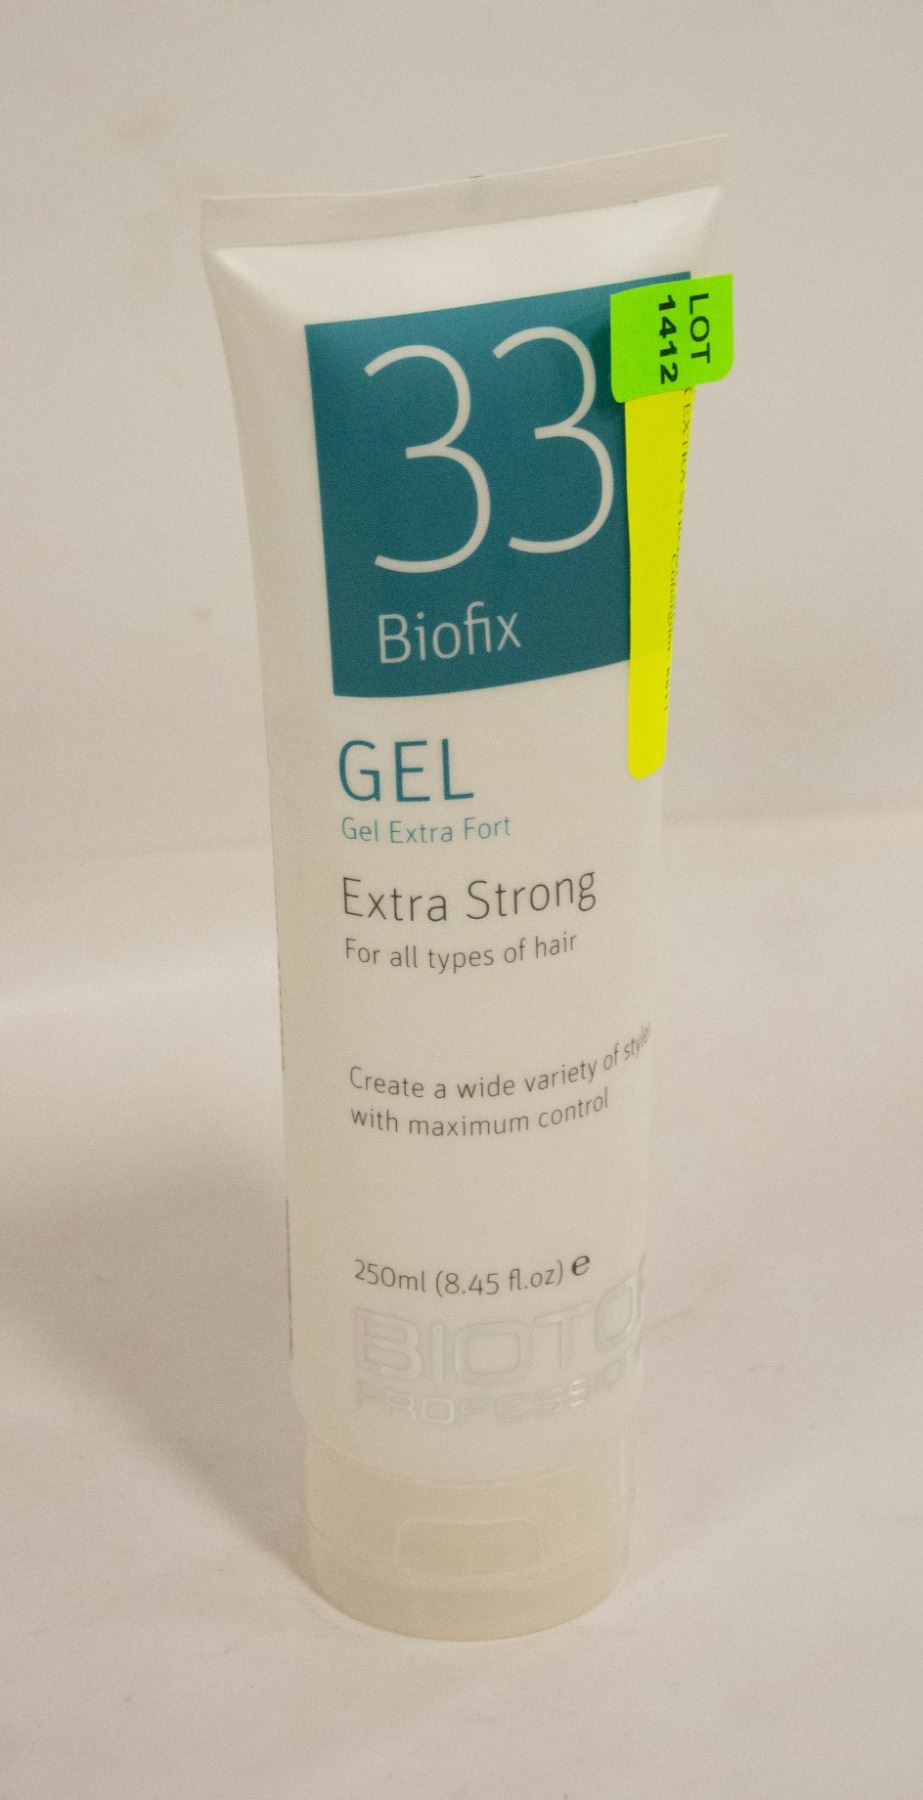 33
LOT
1412
Biofix
GEL
Gel Extra Fort
Extra Strong
For all types of hair
Create a wide variety of styles
with maximum control
250ml (8.45 fl.oz) e